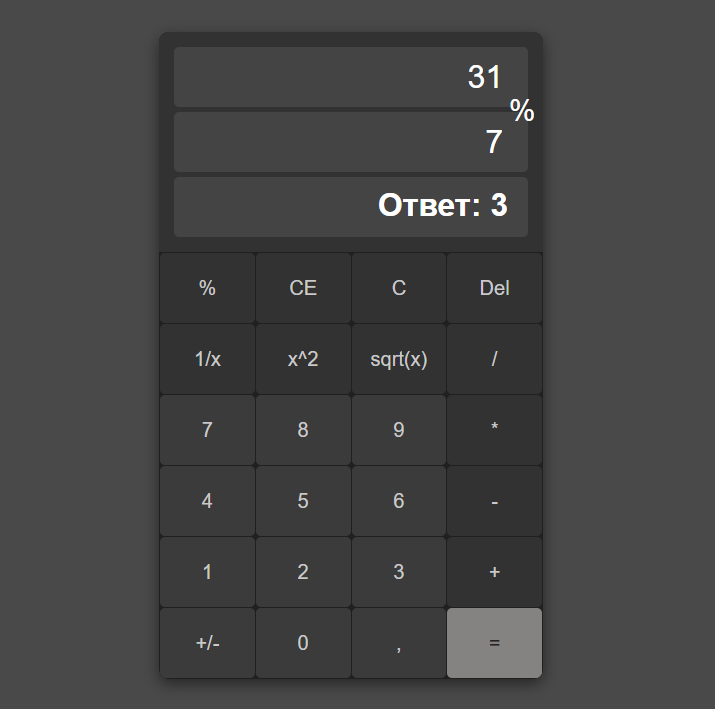 31
%
7
Ответ: 3
% CE C Del
1/x x^2 sqrt(x) /
7 8 9 *
4 5 6 -
1 2 3 +
+/- 0 , =